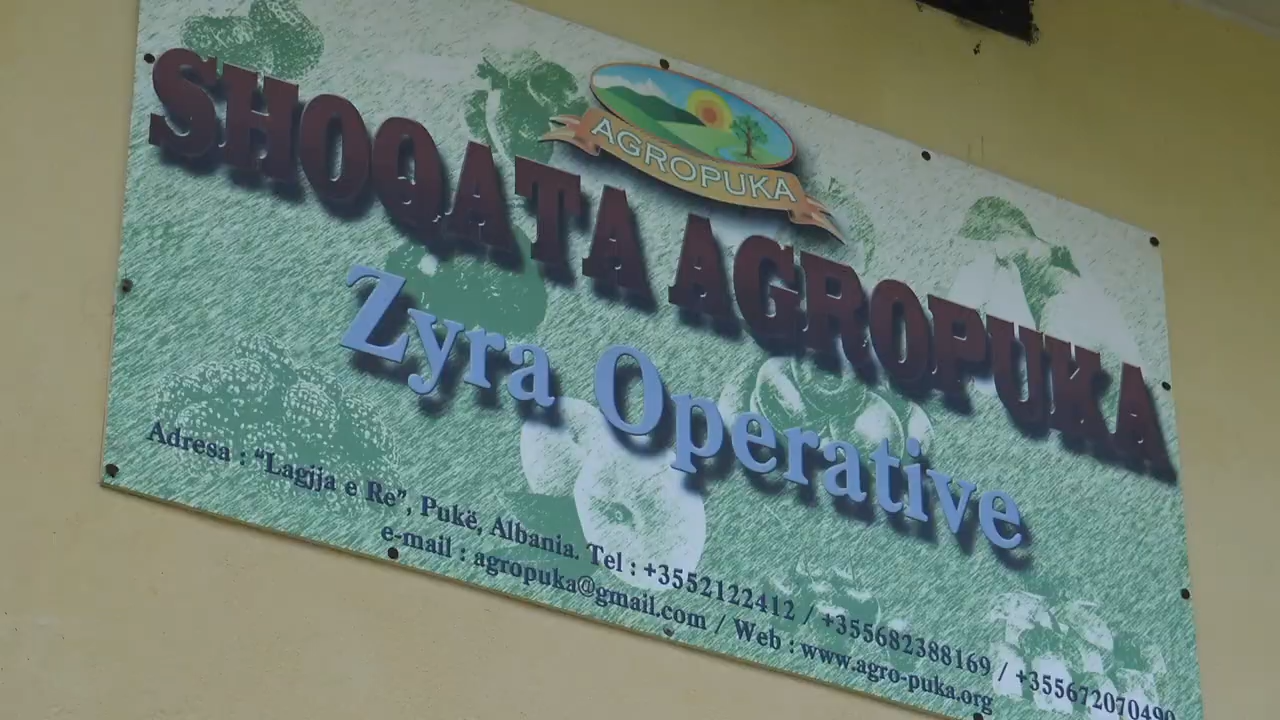 AGROPUKA
SHOQATA AGROPUKA
Zyra Operative
Adresa : “Lagjja e Re”, Pukë, Albania. Tel : +3552122412 / +355682388169 / +355672070490
e-mail : agropuka@gmail.com / Web : www.agro-puka.org